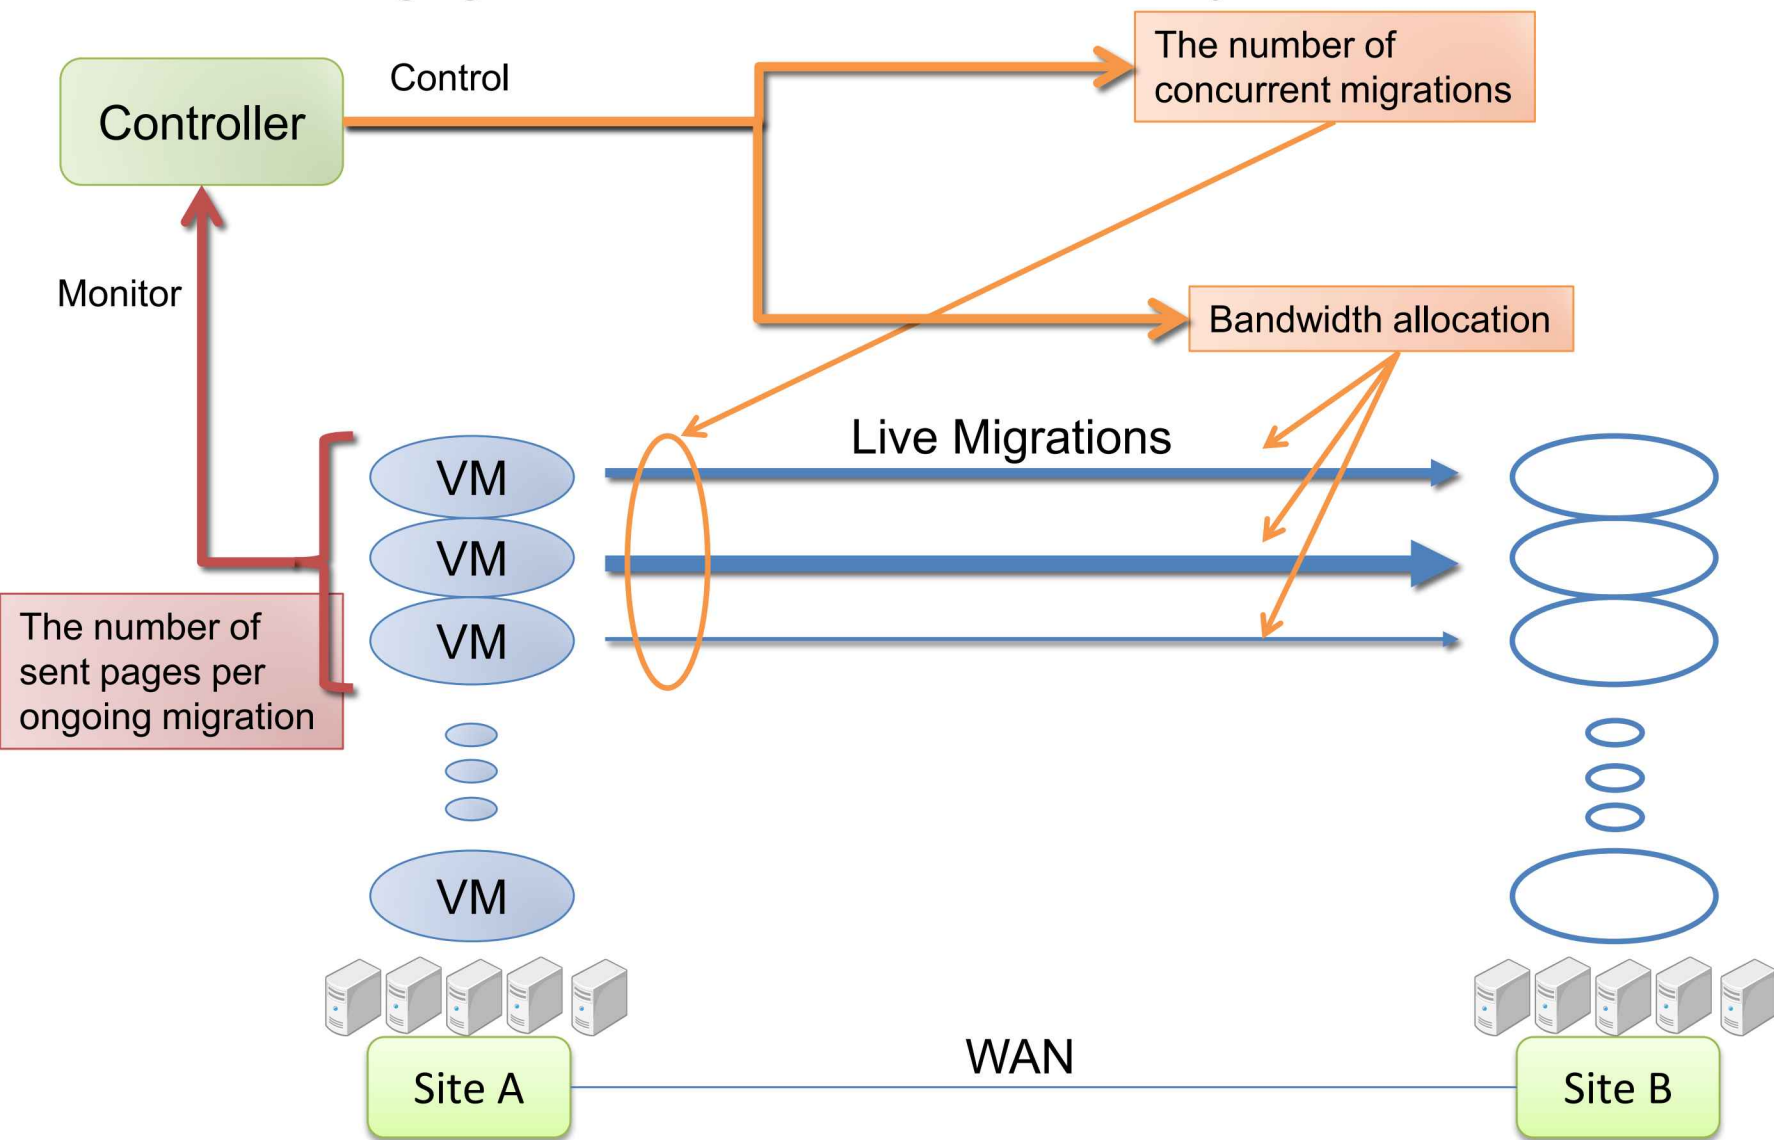 The number of
concurrent migrations
Control
Controller
Monitor
Bandwidth allocation
Live Migrations
VM
VM
VM
The number of
sent pages per
ongoing migration
VM
WAN
Site A
Site B